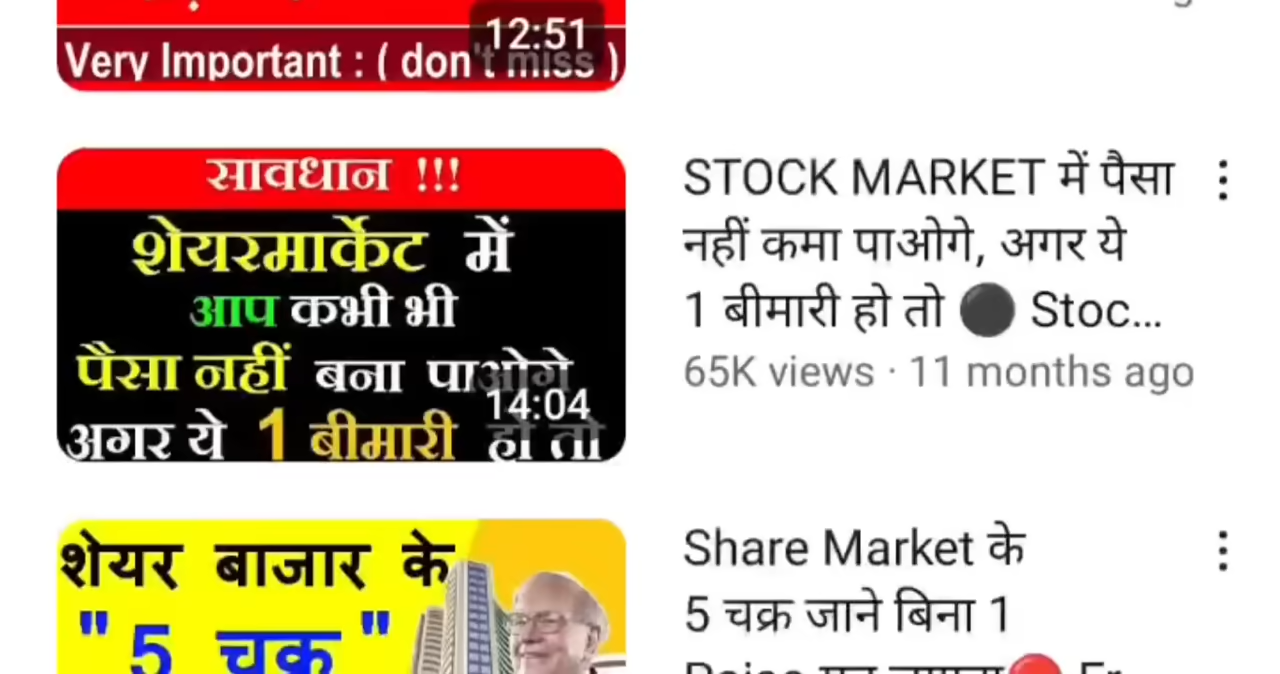 12:51
Very Important : ( don't miss )
सावधान !!!
शेयरमार्केट में
आप कभी भी
पैसा नहीं बना पाओगे
14:04
अगर ये 1 बीमारी हो तो
STOCK MARKET में पैसा
नहीं कमा पाओगे, अगर ये
1 बीमारी हो तो ⚫ Stoc...
65K views · 11 months ago
शेयर बाजार के
" 5 चक्र "
Share Market के
5 चक्र जाने बिना 1